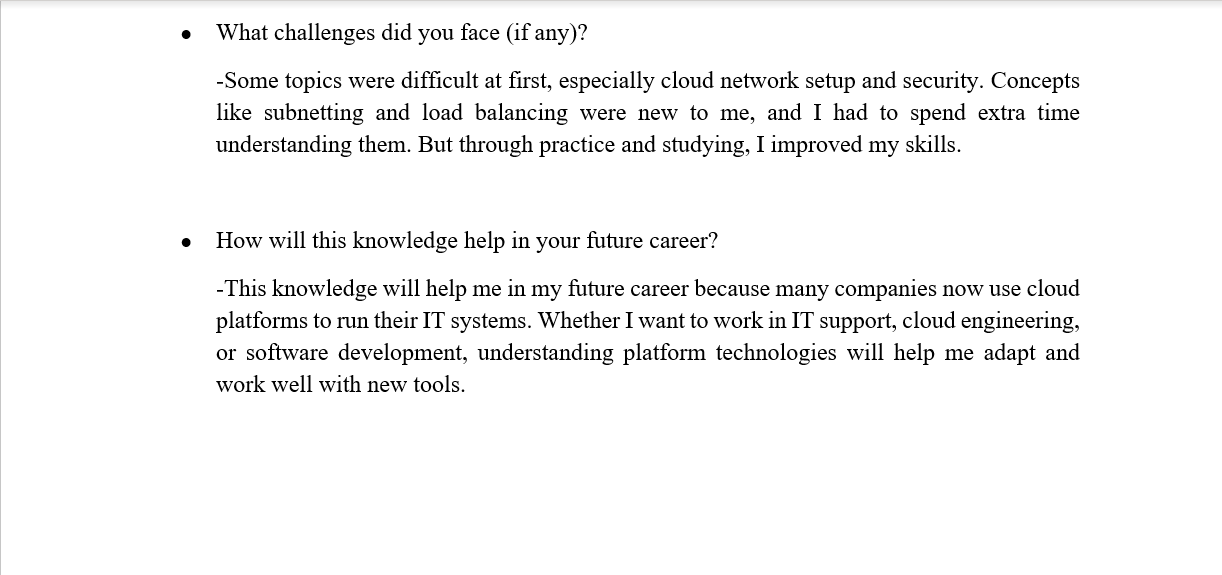 • What challenges did you face (if any)?
-Some topics were difficult at first, especially cloud network setup and security. Concepts
like subnetting and load balancing were new to me, and I had to spend extra time
understanding them. But through practice and studying, I improved my skills.
• How will this knowledge help in your future career?
-This knowledge will help me in my future career because many companies now use cloud
platforms to run their IT systems. Whether I want to work in IT support, cloud engineering,
or software development, understanding platform technologies will help me adapt and
work well with new tools.